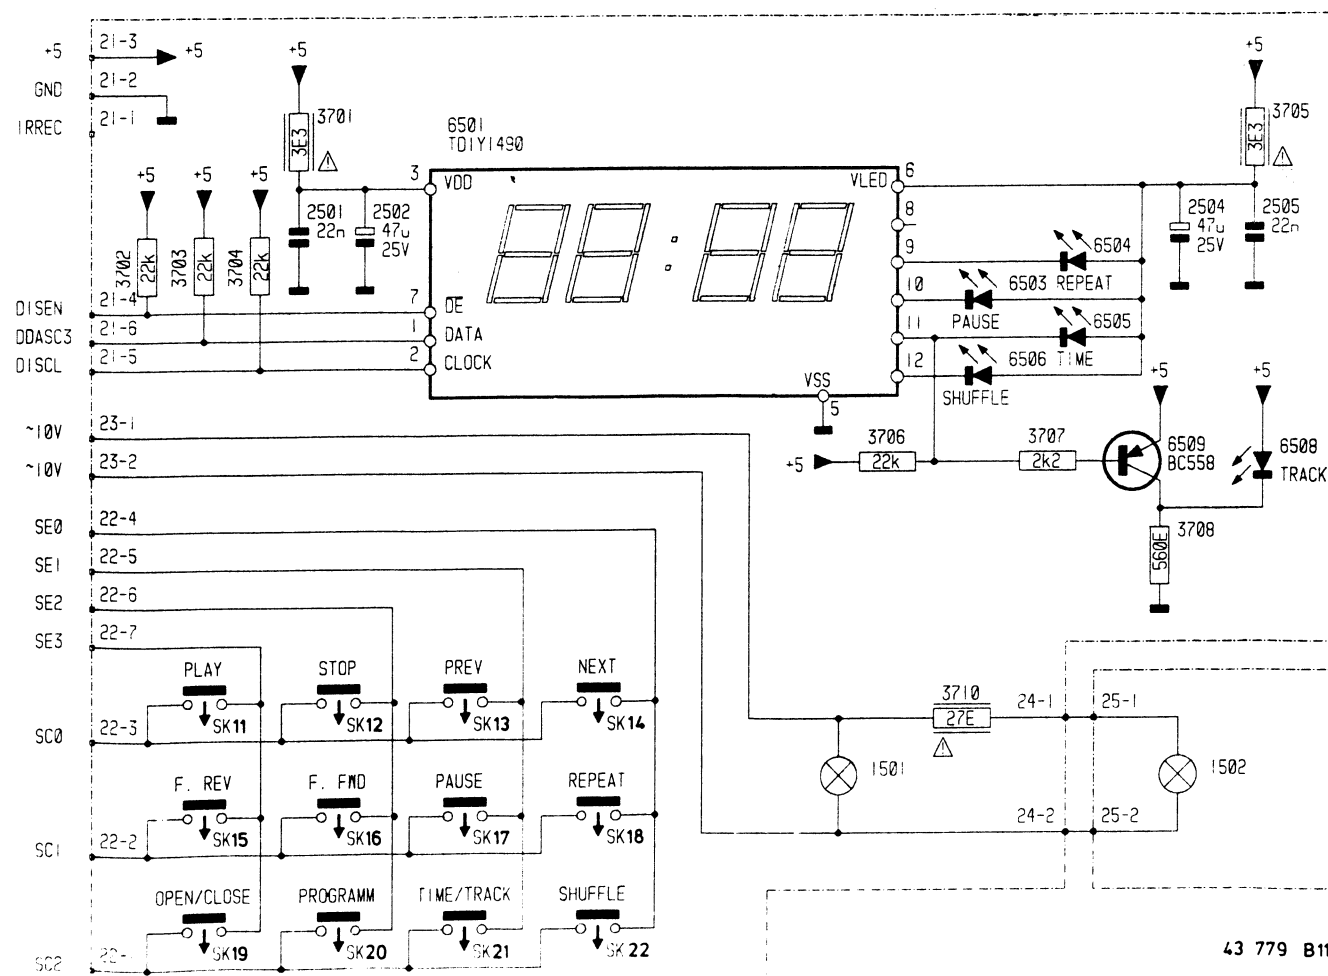 +5 21-3 +5
GND 21-2
IRREC 21-1
+5
3701
3E3
6501
TDIY1490
+5
3705
3E3
+5 +5 +5
3 VDD
VLED 6
2501
22n
2502
47u
25V
8
2504
47u
25V
2505
22n
3702 22k
3703 22k
3704 22k
9
6504
REPEAT
10
6503
PAUSE
DISEN 21-4
7 OE
DDASC3 21-6
1 DATA
11
6505
TIME
DISCL 21-5
2 CLOCK
12
6506
SHUFFLE
VSS
5
+5 +5
~10V 23-1
~10V 23-2
+5
3706
22k
3707
2k2
6509
BC558
6508
TRACK
3708
560E
SE0 22-4
SE1 22-5
SE2 22-6
SE3 22-7
PLAY STOP PREV NEXT
SK11 SK12 SK13 SK14
SC0 22-3
3710
27E
24-1 25-1
1501
1502
24-2 25-2
F. REV F. FWD PAUSE REPEAT
SK15 SK16 SK17 SK18
SC1 22-2
OPEN/CLOSE PROGRAMM TIME/TRACK SHUFFLE
SK19 SK20 SK21 SK22
SC2
43 779 B11